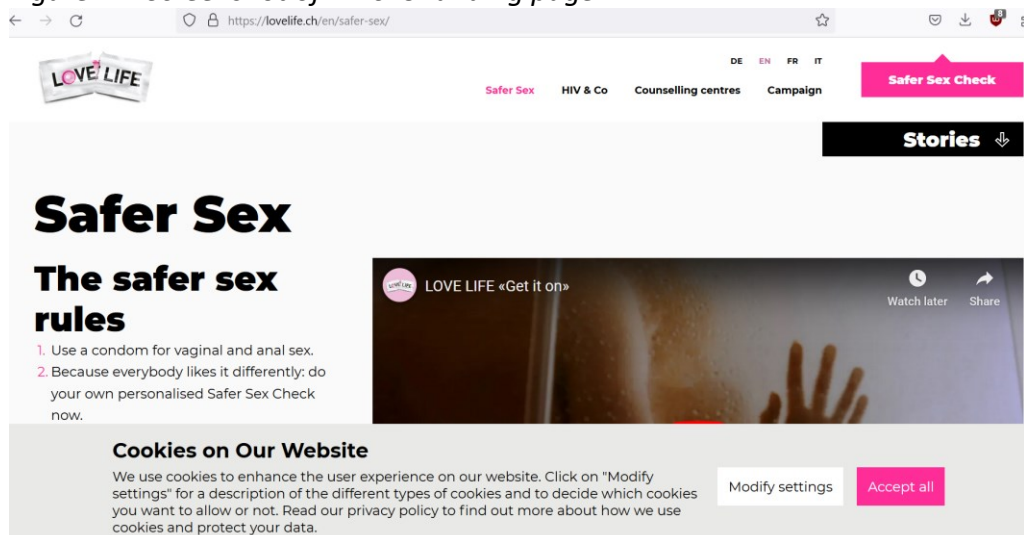 https://lovelife.ch/en/safer-sex/
8
LOVE LIFE
DE EN FR IT
Safer Sex HIV & Co Counselling centres Campaign
Safer Sex Check
Stories
Safer Sex
The safer sex
rules
1. Use a condom for vaginal and anal sex.
2. Because everybody likes it differently: do
your own personalised Safer Sex Check
now.
LOVE LIFE
LOVE LIFE «Get it on»
Watch later
Share
Cookies on Our Website
We use cookies to enhance the user experience on our website. Click on "Modify
settings" for a description of the different types of cookies and to decide which cookies
you want to allow or not. Read our privacy policy to find out more about how we use
cookies and protect your data.
Modify settings
Accept all